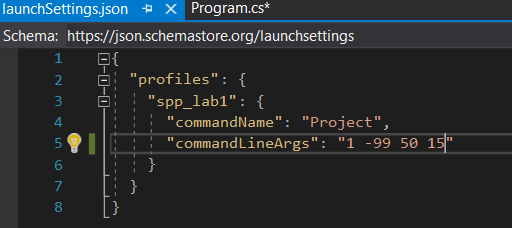 launchSettings.json Program.cs*
Schema: https://json.schemastore.org/launchsettings
1 {
2 "profiles": {
3 "spp_lab1": {
4 "commandName": "Project",
5 "commandLineArgs": "1 -99 50 15"
6 }
7 }
8 }